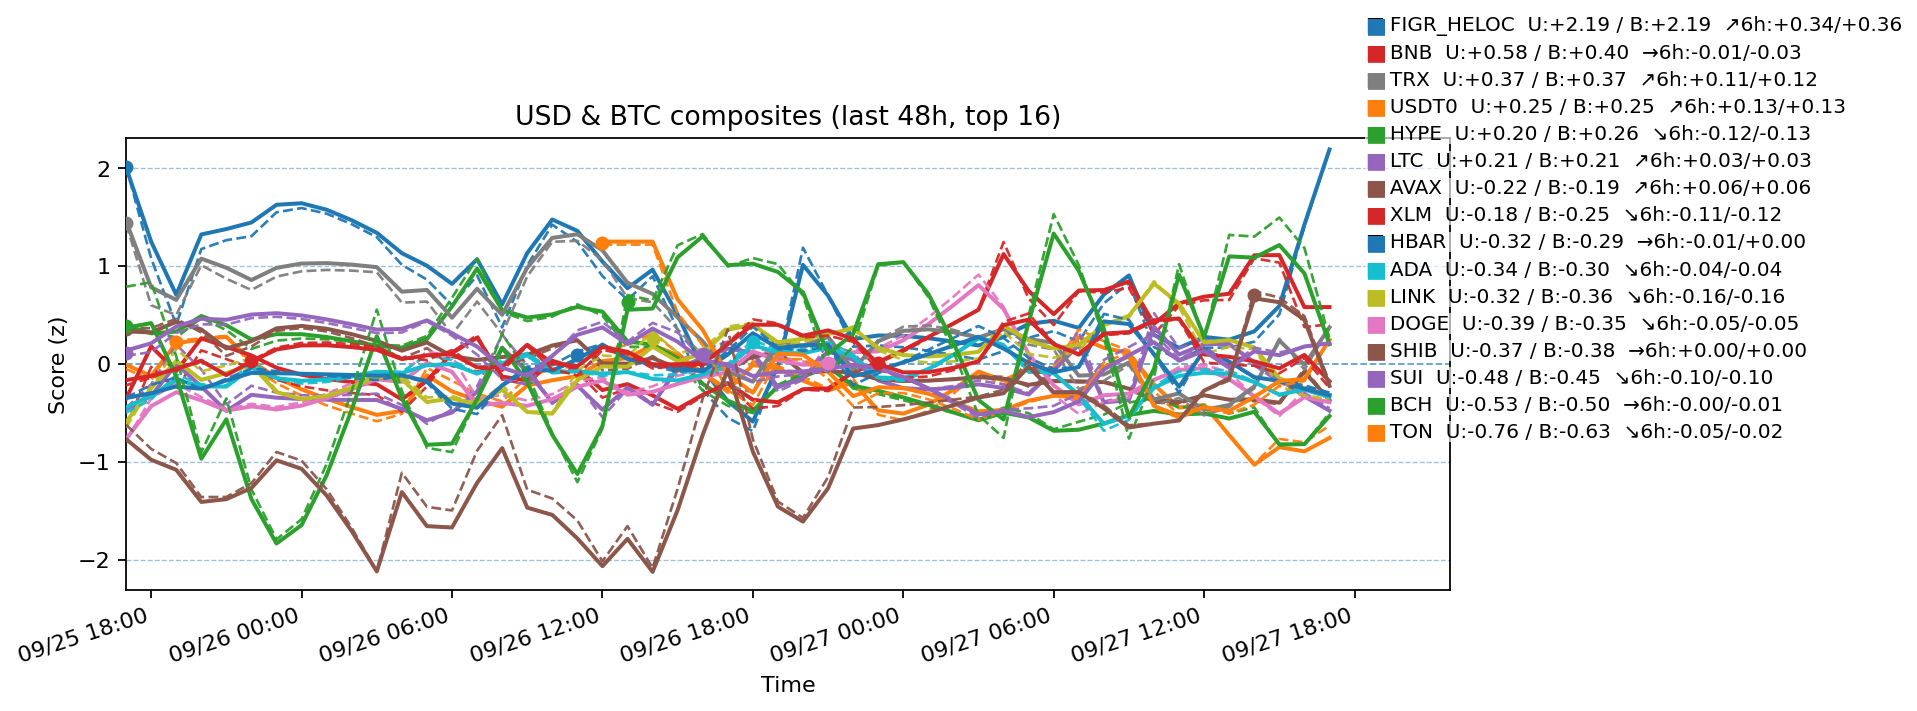 FIGR_HELOC  U:+2.19 / B:+2.19  ↗6h:+0.34/+0.36
BNB  U:+0.58 / B:+0.40  →6h:-0.01/-0.03
TRX  U:+0.37 / B:+0.37  ↗6h:+0.11/+0.12
USDT0  U:+0.25 / B:+0.25  ↗6h:+0.13/+0.13
HYPE  U:+0.20 / B:+0.26  ↘6h:-0.12/-0.13
LTC  U:+0.21 / B:+0.21  ↗6h:+0.03/+0.03
AVAX  U:-0.22 / B:-0.19  ↗6h:+0.06/+0.06
XLM  U:-0.18 / B:-0.25  ↘6h:-0.11/-0.12
HBAR  U:-0.32 / B:-0.29  →6h:-0.01/+0.00
ADA  U:-0.34 / B:-0.30  ↘6h:-0.04/-0.04
LINK  U:-0.32 / B:-0.36  ↘6h:-0.16/-0.16
DOGE  U:-0.39 / B:-0.35  ↘6h:-0.05/-0.05
SHIB  U:-0.37 / B:-0.38  →6h:+0.00/+0.00
SUI  U:-0.48 / B:-0.45  ↘6h:-0.10/-0.10
BCH  U:-0.53 / B:-0.50  →6h:-0.00/-0.01
TON  U:-0.76 / B:-0.63  ↘6h:-0.05/-0.02
USD & BTC composites (last 48h, top 16)
Score (z)
2
1
0
−1
−2
09/25 18:00
09/26 00:00
09/26 06:00
09/26 12:00
09/26 18:00
09/27 00:00
09/27 06:00
09/27 12:00
09/27 18:00
Time